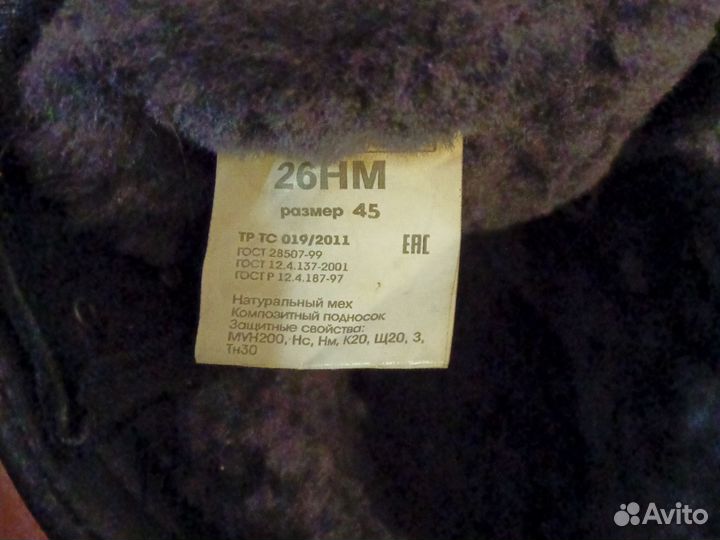 26НМ
размер 45
ТР ТС 019/2011
EAC
ГОСТ 28507-99
ГОСТ 12.4.137-2001
ГОСТ Р 12.4.187-97
Натуральный мех
Композитный подносок
Защитные свойства:
МУН200, Нс, Нм, К20, Щ20, З,
Тн30
Avito